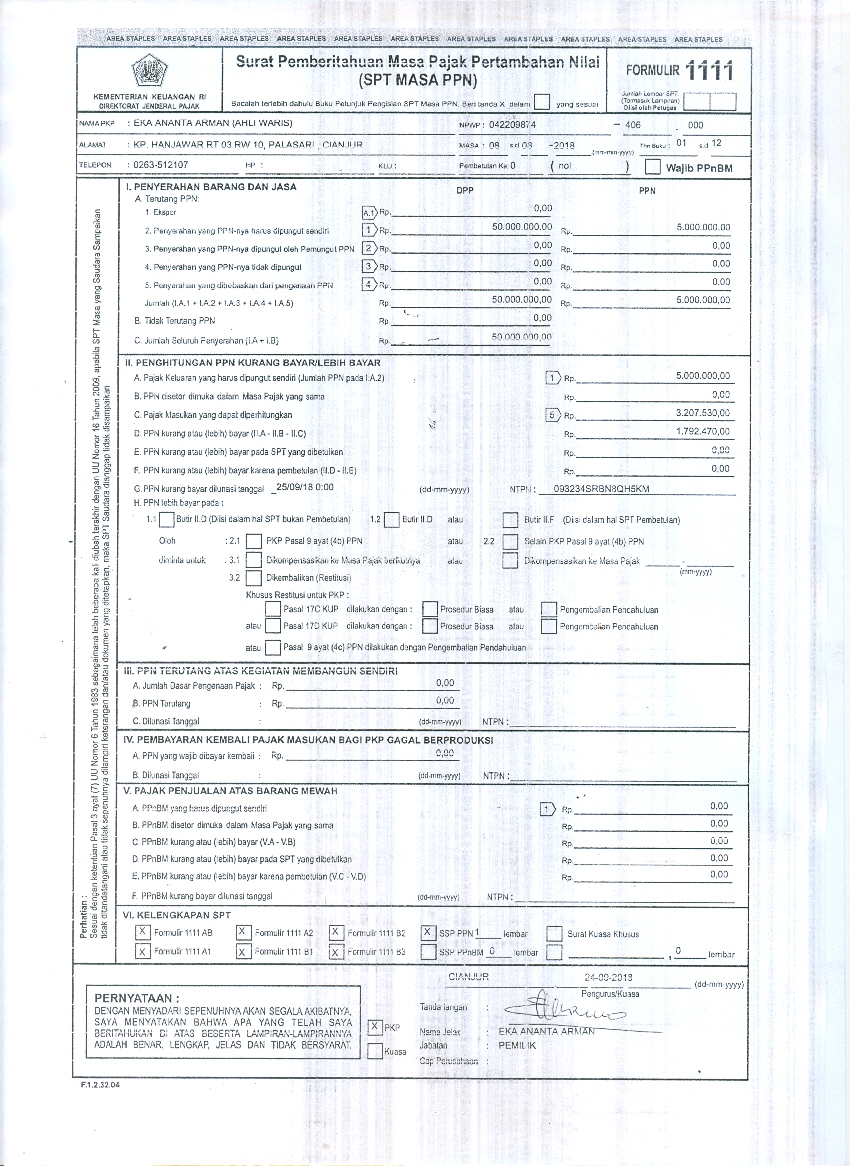 AREA STAPLES AREA STAPLES AREA STAPLES AREA STAPLES AREA STAPLES AREA STAPLES AREA STAPLES AREA STAPLES AREA STAPLES AREA STAPLES AREA STAPLES
KEMENTERIAN KEUANGAN RI
DIREKTORAT JENDERAL PAJAK
Surat Pemberitahuan Masa Pajak Pertambahan Nilai
(SPT MASA PPN)
Bacalah terlebih dahulu Buku Petunjuk Pengisian SPT Masa PPN. Beri tanda X dalam yang sesuai
FORMULIR 1111
Jumlah Lembar SPT:
(Termasuk Lampiran)
Diisi oleh Petugas
NAMA PKP : EKA ANANTA ARMAN (AHLI WARIS) NPWP : 042209874 - 406 . 000
ALAMAT : KP. HANJAWAR RT 03 RW 10, PALASARI , CIANJUR MASA : 08 s.d 08 -2018 (mm-mm-yyyy) Thn Buku : 01 s.d 12
TELEPON : 0263-512107 HP : KLU : Pembetulan Ke: 0 ( nol ) Wajib PPnBM
Perhatian :
Sesuai dengan ketentuan Pasal 3 ayat (7) UU Nomor 6 Tahun 1983 sebagaimana telah beberapa kali diubah terakhir dengan UU Nomor 16 Tahun 2009, apabila SPT Masa yang Saudara Sampaikan
tidak ditandatangani atau tidak sepenuhnya dilampiri keterangan dan/atau dokumen yang ditetapkan, maka SPT Saudara dianggap tidak disampaikan
I. PENYERAHAN BARANG DAN JASA DPP PPN
A. Terutang PPN:
1. Ekspor A.1 Rp. 0,00
2. Penyerahan yang PPN-nya harus dipungut sendiri 1 Rp. 50.000.000,00 Rp. 5.000.000,00
3. Penyerahan yang PPN-nya dipungut oleh Pemungut PPN 2 Rp. 0,00 Rp. 0,00
4. Penyerahan yang PPN-nya tidak dipungut 3 Rp. 0,00 Rp. 0,00
5. Penyerahan yang dibebaskan dari pengenaan PPN 4 Rp. 0,00 Rp. 0,00
Jumlah (I.A.1 + I.A.2 + I.A.3 + I.A.4 + I.A.5) Rp. 50.000.000,00 Rp. 5.000.000,00
B. Tidak Terutang PPN Rp. 0,00
C. Jumlah Seluruh Penyerahan (I.A + I.B) Rp. 50.000.000,00
II. PENGHITUNGAN PPN KURANG BAYAR/LEBIH BAYAR
A. Pajak Keluaran yang harus dipungut sendiri (Jumlah PPN pada I.A.2) 1 Rp. 5.000.000,00
B. PPN disetor dimuka dalam Masa Pajak yang sama Rp. 0,00
C. Pajak Masukan yang dapat diperhitungkan 5 Rp. 3.207.530,00
D. PPN kurang atau (lebih) bayar (II.A - II.B - II.C) Rp. 1.792.470,00
E. PPN kurang atau (lebih) bayar pada SPT yang dibetulkan Rp. 0,00
F. PPN kurang atau (lebih) bayar karena pembetulan (II.D - II.E) Rp. 0,00
G. PPN kurang bayar dilunasi tanggal 25/09/18 0:00 (dd-mm-yyyy) NTPN : 093234SRBN8QH5KM
H. PPN lebih bayar pada :
1.1 Butir II.D (Diisi dalam hal SPT bukan Pembetulan) 1.2 Butir II.D atau Butir II.F (Diisi dalam hal SPT Pembetulan)
Oleh : 2.1 PKP Pasal 9 ayat (4b) PPN atau 2.2 Selain PKP Pasal 9 ayat (4b) PPN
diminta untuk : 3.1 Dikompensasikan ke Masa Pajak berikutnya atau Dikompensasikan ke Masa Pajak -
(mm-yyyy)
3.2 Dikembalikan (Restitusi)
Khusus Restitusi untuk PKP :
Pasal 17C KUP dilakukan dengan : Prosedur Biasa atau Pengembalian Pendahuluan
atau Pasal 17D KUP dilakukan dengan : Prosedur Biasa atau Pengembalian Pendahuluan
atau Pasal 9 ayat (4c) PPN dilakukan dengan Pengembalian Pendahuluan
III. PPN TERUTANG ATAS KEGIATAN MEMBANGUN SENDIRI
A. Jumlah Dasar Pengenaan Pajak : Rp. 0,00
B. PPN Terutang : Rp. 0,00
C. Dilunasi Tanggal : (dd-mm-yyyy) NTPN :
IV. PEMBAYARAN KEMBALI PAJAK MASUKAN BAGI PKP GAGAL BERPRODUKSI
A. PPN yang wajib dibayar kembali : Rp. 0,00
B. Dilunasi Tanggal : (dd-mm-yyyy) NTPN :
V. PAJAK PENJUALAN ATAS BARANG MEWAH
A. PPnBM yang harus dipungut sendiri 1 Rp. 0,00
B. PPnBM disetor dimuka dalam Masa Pajak yang sama Rp. 0,00
C. PPnBM kurang atau (lebih) bayar (V.A - V.B) Rp. 0,00
D. PPnBM kurang atau (lebih) bayar pada SPT yang dibetulkan Rp. 0,00
E. PPnBM kurang atau (lebih) bayar karena pembetulan (V.C - V.D) Rp. 0,00
F. PPnBM kurang bayar dilunasi tanggal (dd-mm-yyyy) NTPN :
VI. KELENGKAPAN SPT
X Formulir 1111 AB X Formulir 1111 A2 X Formulir 1111 B2 X SSP PPN 1 lembar Surat Kuasa Khusus
X Formulir 1111 A1 X Formulir 1111 B1 X Formulir 1111 B3 SSP PPnBM 0 lembar , 0 lembar
CIANJUR 24-09-2018 (dd-mm-yyyy)
PERNYATAAN :
DENGAN MENYADARI SEPENUHNYA AKAN SEGALA AKIBATNYA,
SAYA MENYATAKAN BAHWA APA YANG TELAH SAYA
BERITAHUKAN DI ATAS BESERTA LAMPIRAN-LAMPIRANNYA
ADALAH BENAR, LENGKAP, JELAS DAN TIDAK BERSYARAT.
X PKP
Kuasa
Pengurus/Kuasa
Tanda tangan :
Nama Jelas : EKA ANANTA ARMAN
Jabatan : PEMILIK
Cap Perusahaan :
F.1.2.32.04